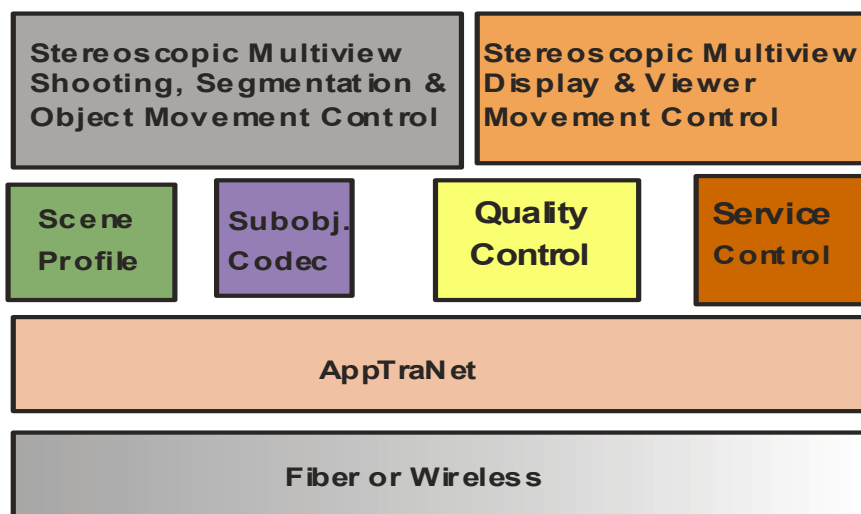 Stereoscopic Multiview
Shooting, Segmentation &
Object Movement Control
Stereoscopic Multiview
Display & Viewer
Movement Control
Scene
Profile
Subobj.
Codec
Quality
Control
Service
Control
AppTraNet
Fiber or Wireless